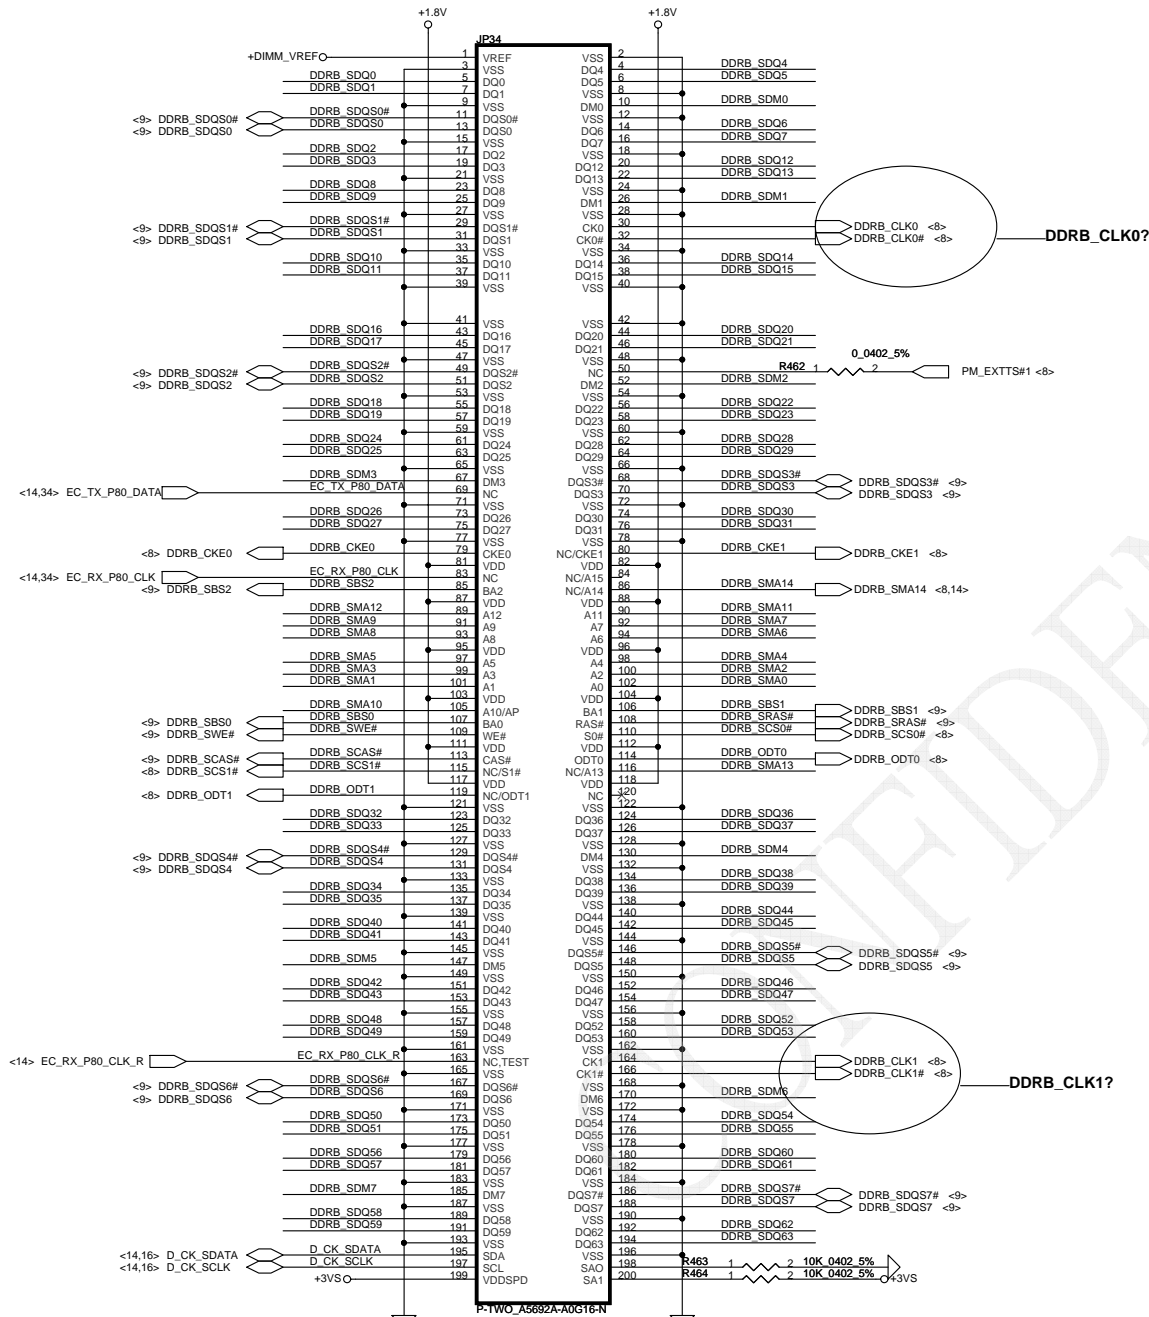 +1.8V +1.8V
JP34
+DIMM_VREF 1 VREF VSS 2
3 VSS DQ4 4 DDRB_SDQ4
DDRB_SDQ0 5 DQ0 DQ5 6 DDRB_SDQ5
DDRB_SDQ1 7 DQ1 VSS 8
9 VSS DM0 10 DDRB_SDM0
<9> DDRB_SDQS0# DDRB_SDQS0# 11 DQS0# VSS 12
<9> DDRB_SDQS0 DDRB_SDQS0 13 DQS0 DQ6 14 DDRB_SDQ6
15 VSS DQ7 16 DDRB_SDQ7
DDRB_SDQ2 17 DQ2 VSS 18
DDRB_SDQ3 19 DQ3 DQ12 20 DDRB_SDQ12
21 VSS DQ13 22 DDRB_SDQ13
DDRB_SDQ8 23 DQ8 VSS 24
DDRB_SDQ9 25 DQ9 DM1 26 DDRB_SDM1
27 VSS VSS 28
<9> DDRB_SDQS1# DDRB_SDQS1# 29 DQS1# CK0 30 DDRB_CLK0 <8>
<9> DDRB_SDQS1 DDRB_SDQS1 31 DQS1 CK0# 32 DDRB_CLK0# <8> DDRB_CLK0?
33 VSS VSS 34
DDRB_SDQ10 35 DQ10 DQ14 36 DDRB_SDQ14
DDRB_SDQ11 37 DQ11 DQ15 38 DDRB_SDQ15
39 VSS VSS 40
41 VSS VSS 42
DDRB_SDQ16 43 DQ16 DQ20 44 DDRB_SDQ20
DDRB_SDQ17 45 DQ17 DQ21 46 DDRB_SDQ21
47 VSS VSS 48 0_0402_5%
<9> DDRB_SDQS2# DDRB_SDQS2# 49 DQS2# NC 50 R462 1 2 PM_EXTTS#1 <8>
<9> DDRB_SDQS2 DDRB_SDQS2 51 DQS2 DM2 52 DDRB_SDM2
53 VSS VSS 54
DDRB_SDQ18 55 DQ18 DQ22 56 DDRB_SDQ22
DDRB_SDQ19 57 DQ19 DQ23 58 DDRB_SDQ23
59 VSS VSS 60
DDRB_SDQ24 61 DQ24 DQ28 62 DDRB_SDQ28
DDRB_SDQ25 63 DQ25 DQ29 64 DDRB_SDQ29
65 VSS VSS 66
DDRB_SDM3 67 DM3 DQS3# 68 DDRB_SDQS3# DDRB_SDQS3# <9>
<14,34> EC_TX_P80_DATA EC_TX_P80_DATA 69 NC DQS3 70 DDRB_SDQS3 DDRB_SDQS3 <9>
71 VSS VSS 72
DDRB_SDQ26 73 DQ26 DQ30 74 DDRB_SDQ30
DDRB_SDQ27 75 DQ27 DQ31 76 DDRB_SDQ31
77 VSS VSS 78
<8> DDRB_CKE0 DDRB_CKE0 79 CKE0 NC/CKE1 80 DDRB_CKE1 DDRB_CKE1 <8>
81 VDD VDD 82
<14,34> EC_RX_P80_CLK EC_RX_P80_CLK 83 NC NC/A15 84
<9> DDRB_SBS2 DDRB_SBS2 85 BA2 NC/A14 86 DDRB_SMA14 DDRB_SMA14 <8,14>
87 VDD VDD 88
DDRB_SMA12 89 A12 A11 90 DDRB_SMA11
DDRB_SMA9 91 A9 A7 92 DDRB_SMA7
DDRB_SMA8 93 A8 A6 94 DDRB_SMA6
95 VDD VDD 96
DDRB_SMA5 97 A5 A4 98 DDRB_SMA4
DDRB_SMA3 99 A3 A2 100 DDRB_SMA2
DDRB_SMA1 101 A1 A0 102 DDRB_SMA0
103 VDD VDD 104
DDRB_SMA10 105 A10/AP BA1 106 DDRB_SBS1 DDRB_SBS1 <9>
<9> DDRB_SBS0 DDRB_SBS0 107 BA0 RAS# 108 DDRB_SRAS# DDRB_SRAS# <9>
<9> DDRB_SWE# DDRB_SWE# 109 WE# S0# 110 DDRB_SCS0# DDRB_SCS0# <8>
111 VDD VDD 112
<9> DDRB_SCAS# DDRB_SCAS# 113 CAS# ODT0 114 DDRB_ODT0 DDRB_ODT0 <8>
<8> DDRB_SCS1# DDRB_SCS1# 115 NC/S1# NC/A13 116 DDRB_SMA13
117 VDD VDD 118
<8> DDRB_ODT1 DDRB_ODT1 119 NC/ODT1 NC 120
121 VSS VSS 122
DDRB_SDQ32 123 DQ32 DQ36 124 DDRB_SDQ36
DDRB_SDQ33 125 DQ33 DQ37 126 DDRB_SDQ37
127 VSS VSS 128
<9> DDRB_SDQS4# DDRB_SDQS4# 129 DQS4# DM4 130 DDRB_SDM4
<9> DDRB_SDQS4 DDRB_SDQS4 131 DQS4 VSS 132
133 VSS DQ38 134 DDRB_SDQ38
DDRB_SDQ34 135 DQ34 DQ39 136 DDRB_SDQ39
DDRB_SDQ35 137 DQ35 VSS 138
139 VSS DQ44 140 DDRB_SDQ44
DDRB_SDQ40 141 DQ40 DQ45 142 DDRB_SDQ45
DDRB_SDQ41 143 DQ41 VSS 144
145 VSS DQS5# 146 DDRB_SDQS5# DDRB_SDQS5# <9>
DDRB_SDM5 147 DM5 DQS5 148 DDRB_SDQS5 DDRB_SDQS5 <9>
149 VSS VSS 150
DDRB_SDQ42 151 DQ42 DQ46 152 DDRB_SDQ46
DDRB_SDQ43 153 DQ43 DQ47 154 DDRB_SDQ47
155 VSS VSS 156
DDRB_SDQ48 157 DQ48 DQ52 158 DDRB_SDQ52
DDRB_SDQ49 159 DQ49 DQ53 160 DDRB_SDQ53
161 VSS VSS 162
<14> EC_RX_P80_CLK_R EC_RX_P80_CLK_R 163 NC,TEST CK1 164 DDRB_CLK1 <8>
165 VSS CK1# 166 DDRB_CLK1# <8>
<9> DDRB_SDQS6# DDRB_SDQS6# 167 DQS6# VSS 168 DDRB_CLK1?
<9> DDRB_SDQS6 DDRB_SDQS6 169 DQS6 DM6 170 DDRB_SDM6
171 VSS VSS 172
DDRB_SDQ50 173 DQ50 DQ54 174 DDRB_SDQ54
DDRB_SDQ51 175 DQ51 DQ55 176 DDRB_SDQ55
177 VSS VSS 178
DDRB_SDQ56 179 DQ56 DQ60 180 DDRB_SDQ60
DDRB_SDQ57 181 DQ57 DQ61 182 DDRB_SDQ61
183 VSS VSS 184
DDRB_SDM7 185 DM7 DQS7# 186 DDRB_SDQS7# DDRB_SDQS7# <9>
187 VSS DQS7 188 DDRB_SDQS7 DDRB_SDQS7 <9>
DDRB_SDQ58 189 DQ58 VSS 190
DDRB_SDQ59 191 DQ59 DQ62 192 DDRB_SDQ62
193 VSS DQ63 194 DDRB_SDQ63
<14,16> D_CK_SDATA D_CK_SDATA 195 SDA VSS 196
<14,16> D_CK_SCLK D_CK_SCLK 197 SCL SAO 198 R463 1 2 10K_0402_5%
+3VS 199 VDDSPD SA1 200 R464 1 2 10K_0402_5% +3VS
P-TWO_A5692A-A0G16-N